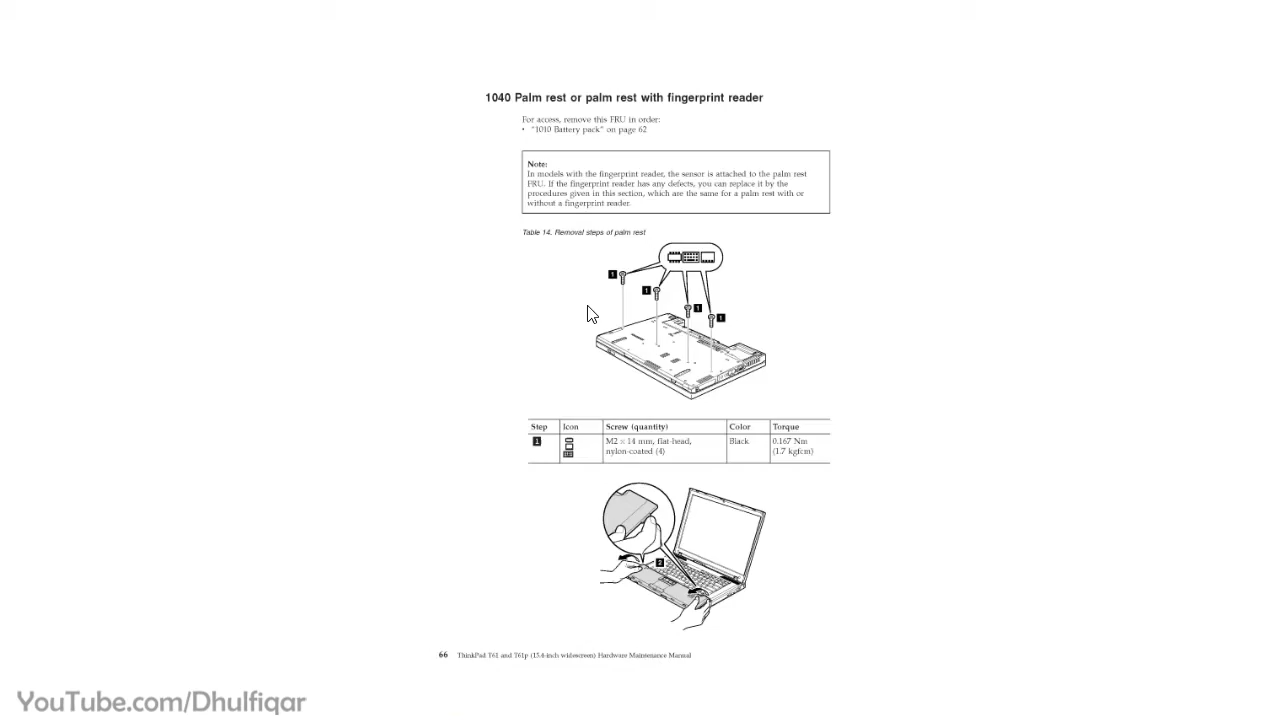 1040 Palm rest or palm rest with fingerprint reader
For access, remove this FRU in order:
• “1010 Battery pack” on page 62
Note:
In models with the fingerprint reader, the sensor is attached to the palm rest
FRU. If the fingerprint reader has any defects, you can replace it by the
procedures given in this section, which are the same for a palm rest with or
without a fingerprint reader.
Table 14. Removal steps of palm rest
1
1
1
1
Step Icon Screw (quantity) Color Torque
1 M2 × 14 mm, flat-head, Black 0.167 Nm
nylon-coated (4) (1.7 kgfcm)
2
66 ThinkPad T61 and T61p (15.4-inch widescreen) Hardware Maintenance Manual
YouTube.com/Dhulfiqar